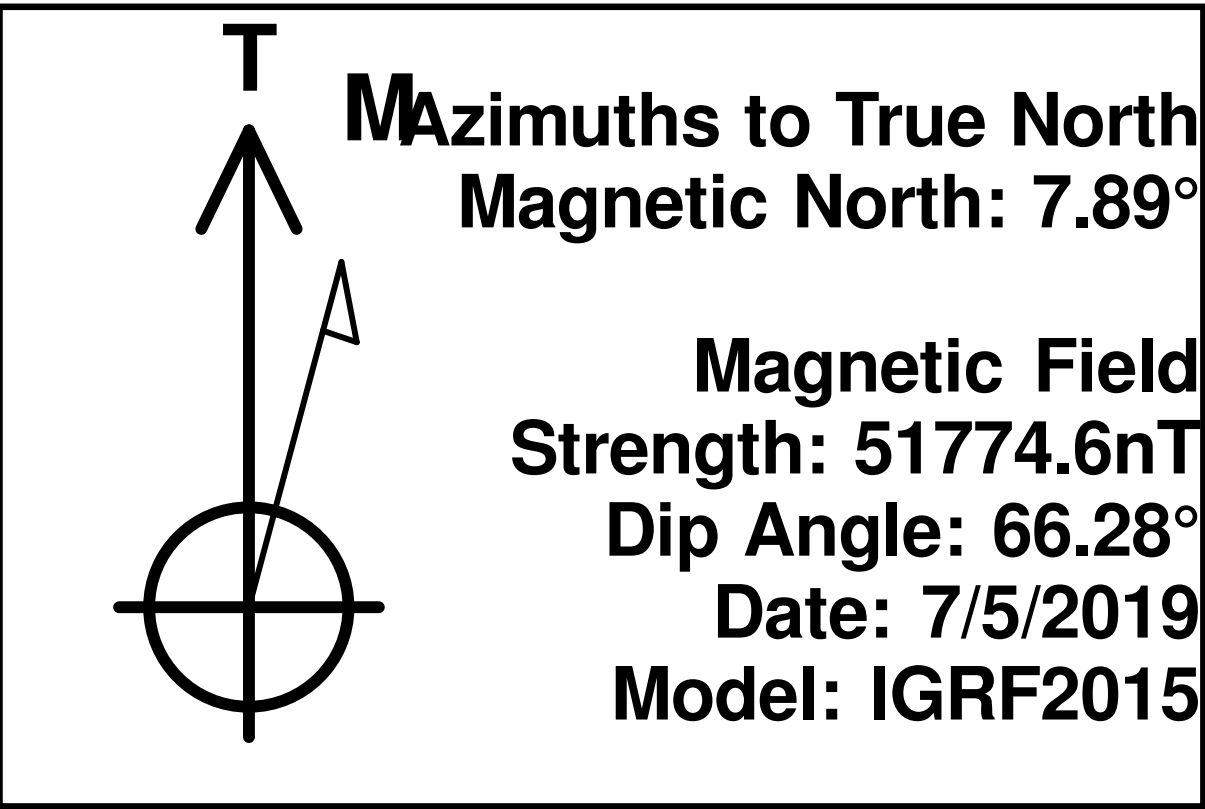 T
M
Azimuths to True North
Magnetic North: 7.89°
Magnetic Field
Strength: 51774.6nT
Dip Angle: 66.28°
Date: 7/5/2019
Model: IGRF2015